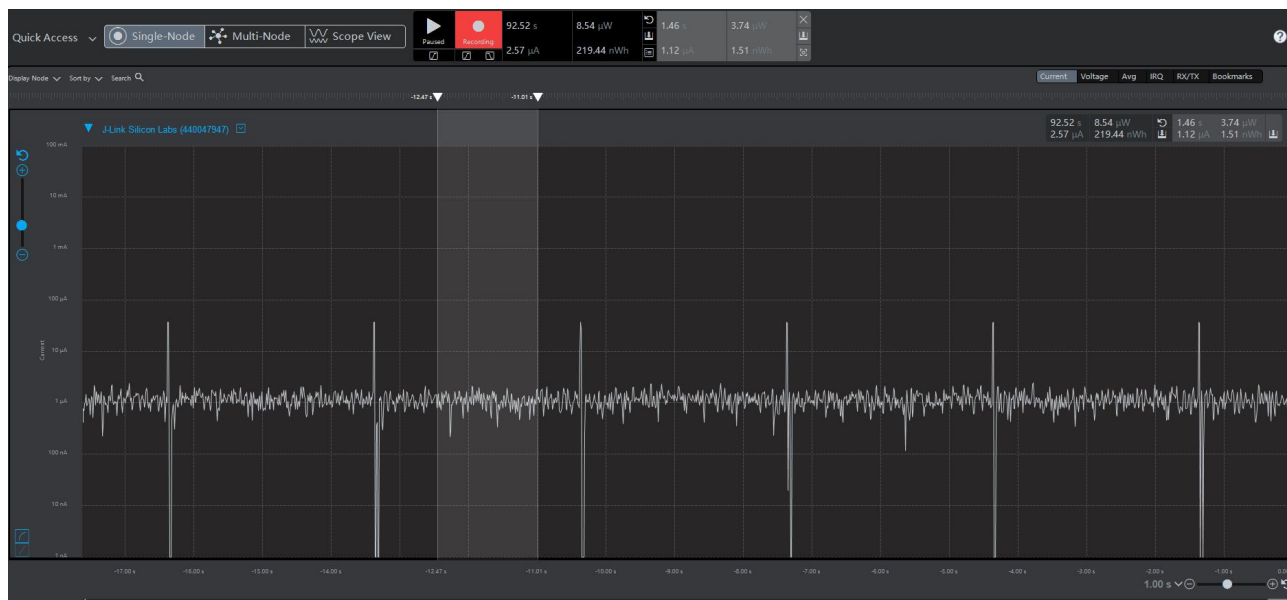 Quick Access Single-Node Multi-Node Scope View
Paused Recording
92.52 s 8.54 µW 1.46 s 3.74 µW
2.57 µA 219.44 nWh 1.12 µA 1.51 nWh
?
Display Node Sort by Search
Current Voltage Avg IRQ RX/TX Bookmarks
-12.47 s -11.01 s
J-Link Silicon Labs (440047947)
92.52 s 8.54 µW 1.46 s 3.74 µW
2.57 µA 219.44 nWh 1.12 µA 1.51 nWh
100 mA
10 mA
1 mA
100 µA
Current
10 µA
1 µA
100 nA
10 nA
1 nA
-17.00 s -16.00 s -15.00 s -14.00 s -12.47 s -11.01 s -10.00 s -9.00 s -8.00 s -7.00 s -6.00 s -5.00 s -4.00 s -3.00 s -2.00 s -1.00 s
1.00 s